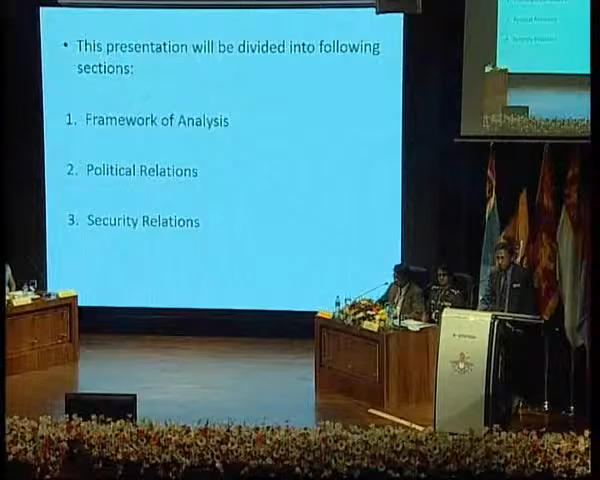 • This presentation will be divided into following
sections:
1. Framework of Analysis
2. Political Relations
3. Security Relations